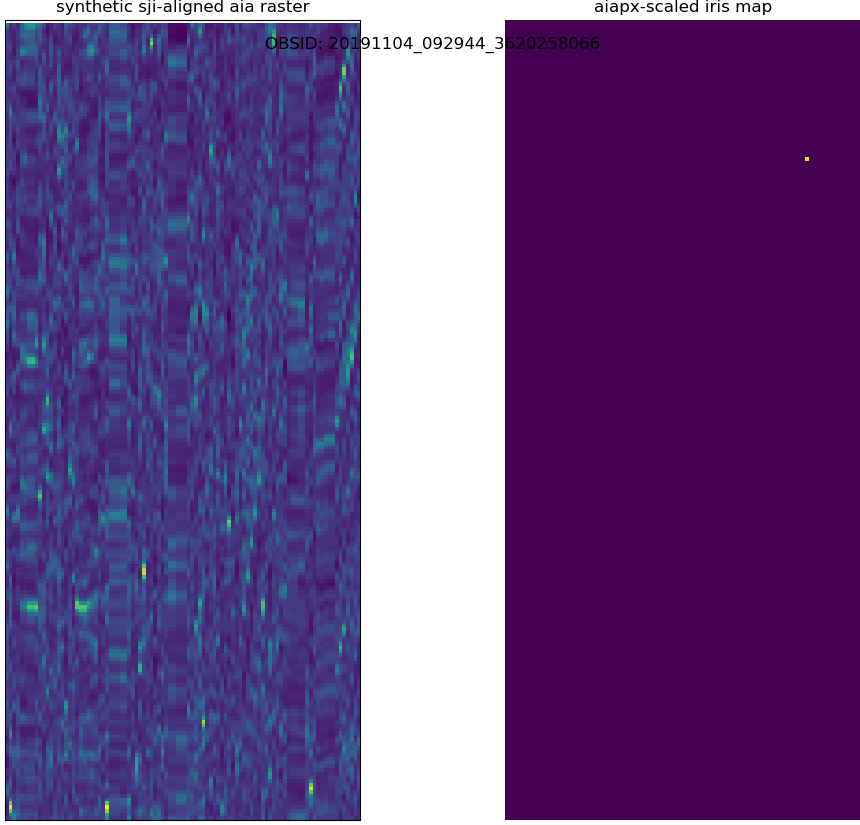 synthetic sji-aligned aia raster
aiapx-scaled iris map
OBSID: 20191104_092944_3620258066